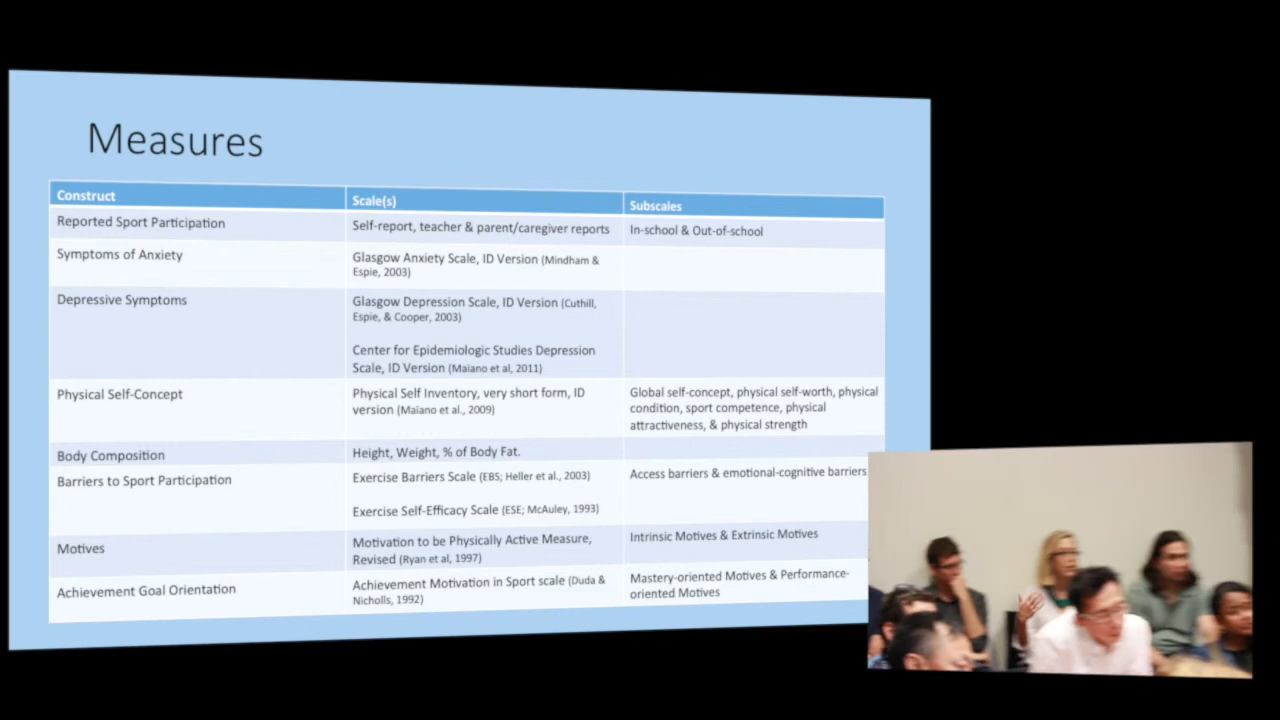 Measures
Construct
Scale(s)
Subscales
Reported Sport Participation
Self-report, teacher & parent/caregiver reports
In-school & Out-of-school
Symptoms of Anxiety
Glasgow Anxiety Scale, ID Version (Mindham &
Espie, 2003)
Depressive Symptoms
Glasgow Depression Scale, ID Version (Cuthill,
Espie, & Cooper, 2003)
Center for Epidemiologic Studies Depression
Scale, ID Version (Maïano et al, 2011)
Physical Self-Concept
Physical Self Inventory, very short form, ID
version (Maïano et al., 2009)
Global self-concept, physical self-worth, physical
condition, sport competence, physical
attractiveness, & physical strength
Body Composition
Height, Weight, % of Body Fat.
Barriers to Sport Participation
Exercise Barriers Scale (EBS; Heller et al., 2003)
Exercise Self-Efficacy Scale (ESE; McAuley, 1993)
Access barriers & emotional-cognitive barriers
Motives
Motivation to be Physically Active Measure,
Revised (Ryan et al, 1997)
Intrinsic Motives & Extrinsic Motives
Achievement Goal Orientation
Achievement Motivation in Sport scale (Duda &
Nicholls, 1992)
Mastery-oriented Motives & Performance-
oriented Motives